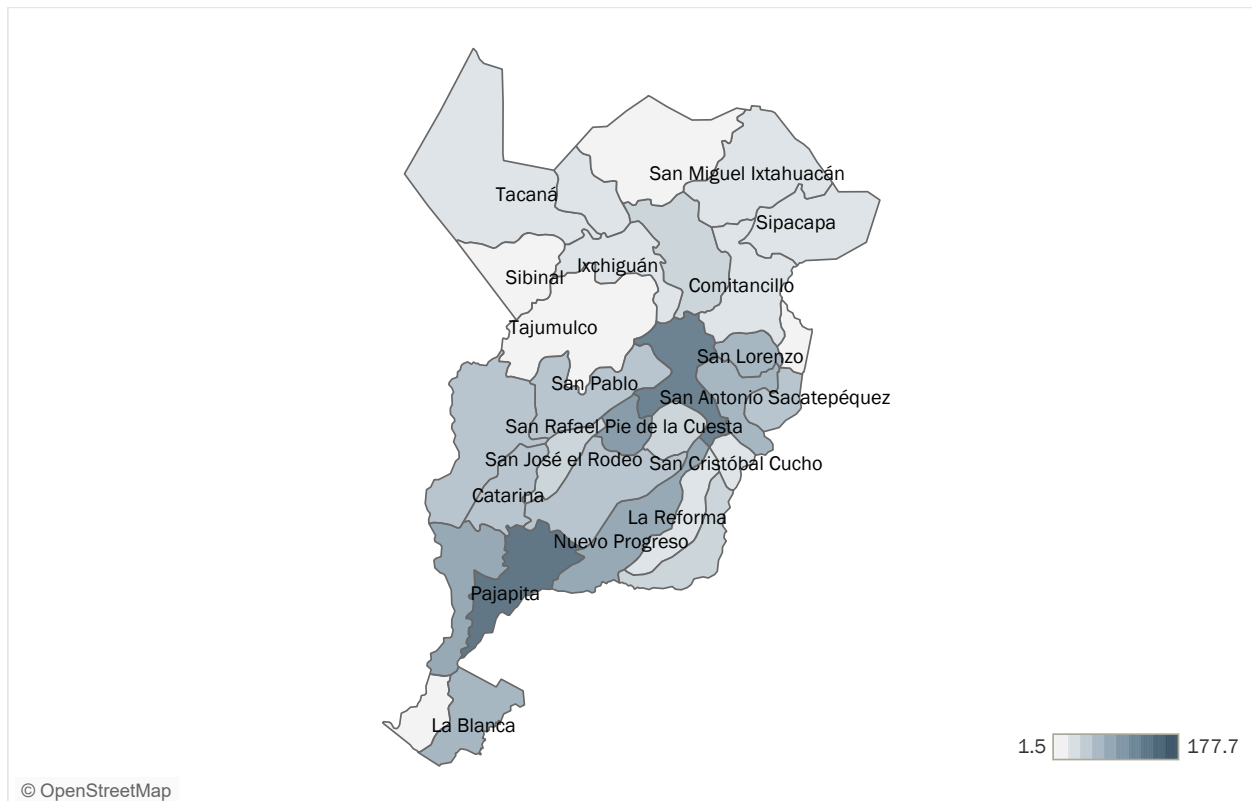 San Miguel Ixtahuacán
Tacaná
Sipacapa
Ixchiguán
Sibinal
Comitancillo
Tajumulco
San Lorenzo
San Pablo
San Antonio Sacatepéquez
San Rafael Pie de la Cuesta
San José el Rodeo
San Cristóbal Cucho
Catarina
La Reforma
Nuevo Progreso
Pajapita
La Blanca
1.5 177.7
© OpenStreetMap